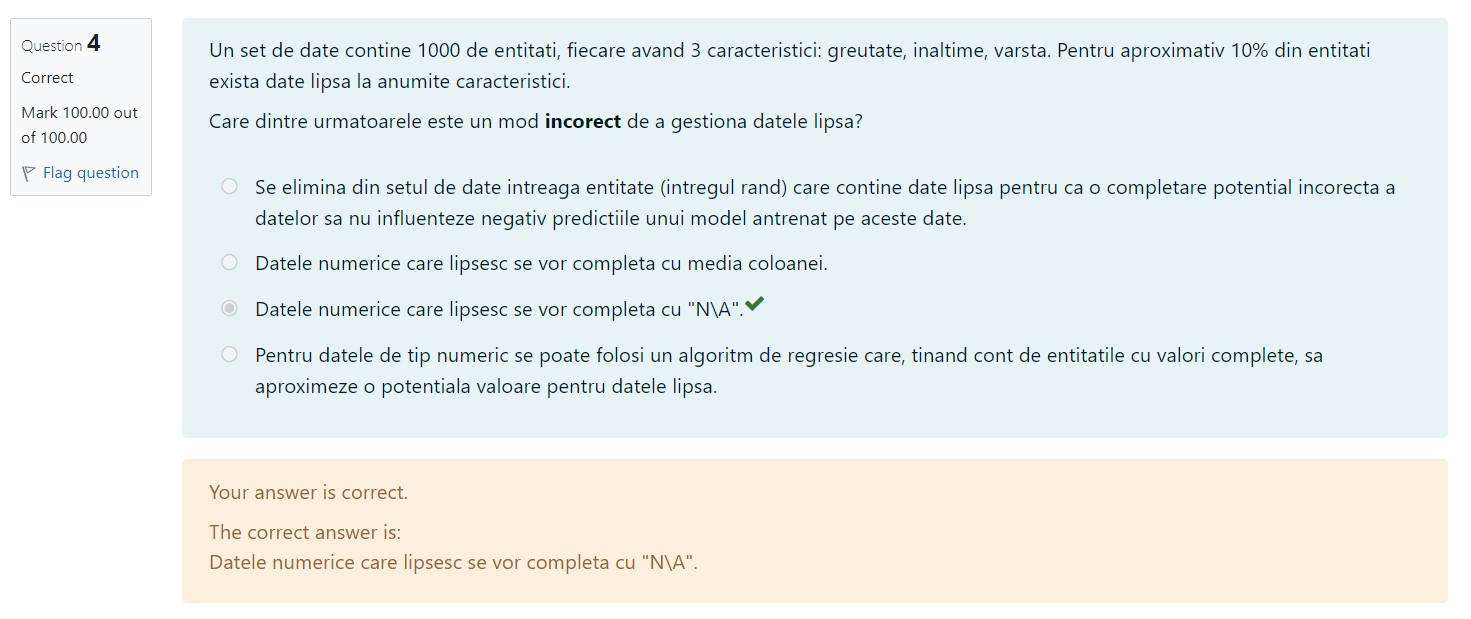 Question 4
Correct
Mark 100.00 out
of 100.00
Flag question
Un set de date contine 1000 de entitati, fiecare avand 3 caracteristici: greutate, inaltime, varsta. Pentru aproximativ 10% din entitati
exista date lipsa la anumite caracteristici.
Care dintre urmatoarele este un mod incorect de a gestiona datele lipsa?
Se elimina din setul de date intreaga entitate (intregul rand) care contine date lipsa pentru ca o completare potential incorecta a
datelor sa nu influenteze negativ predictiile unui model antrenat pe aceste date.
Datele numerice care lipsesc se vor completa cu media coloanei.
Datele numerice care lipsesc se vor completa cu "N\A".
Pentru datele de tip numeric se poate folosi un algoritm de regresie care, tinand cont de entitatile cu valori complete, sa
aproximeze o potentiala valoare pentru datele lipsa.
Your answer is correct.
The correct answer is:
Datele numerice care lipsesc se vor completa cu "N\A".